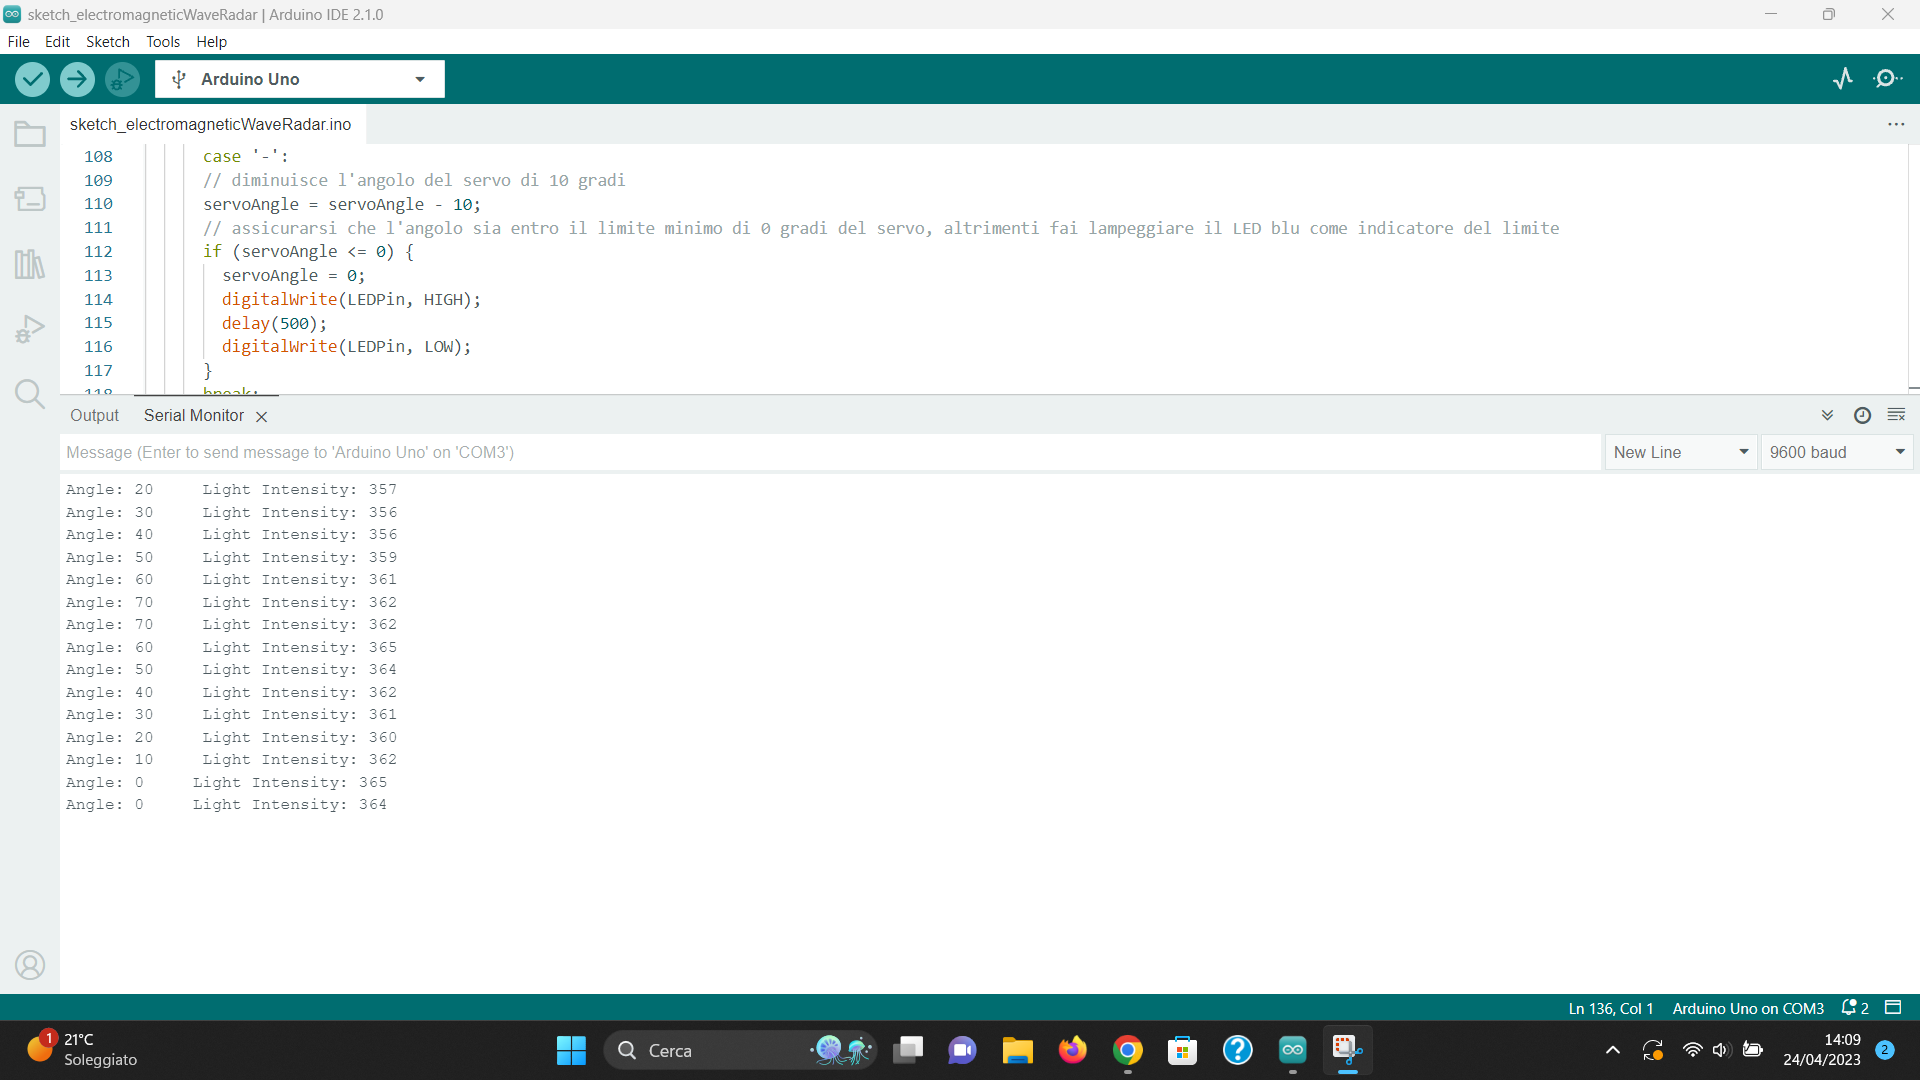 sketch_electromagneticWaveRadar | Arduino IDE 2.1.0
File Edit Sketch Tools Help
Arduino Uno
sketch_electromagneticWaveRadar.ino
108 case '-':
109 // diminuisce l'angolo del servo di 10 gradi
110 servoAngle = servoAngle - 10;
111 // assicurarsi che l'angolo sia entro il limite minimo di 0 gradi del servo, altrimenti fai lampeggiare il LED blu come indicatore del limite
112 if (servoAngle <= 0) {
113 servoAngle = 0;
114 digitalWrite(LEDPin, HIGH);
115 delay(500);
116 digitalWrite(LEDPin, LOW);
117 }
118 break;
Output Serial Monitor
Message (Enter to send message to 'Arduino Uno' on 'COM3') New Line 9600 baud
Angle: 20 Light Intensity: 357
Angle: 30 Light Intensity: 356
Angle: 40 Light Intensity: 356
Angle: 50 Light Intensity: 359
Angle: 60 Light Intensity: 361
Angle: 70 Light Intensity: 362
Angle: 70 Light Intensity: 362
Angle: 60 Light Intensity: 365
Angle: 50 Light Intensity: 364
Angle: 40 Light Intensity: 362
Angle: 30 Light Intensity: 361
Angle: 20 Light Intensity: 360
Angle: 10 Light Intensity: 362
Angle: 0 Light Intensity: 365
Angle: 0 Light Intensity: 364
Ln 136, Col 1 Arduino Uno on COM3 2
1
21°C
Soleggiato
Cerca
14:09
24/04/2023
2